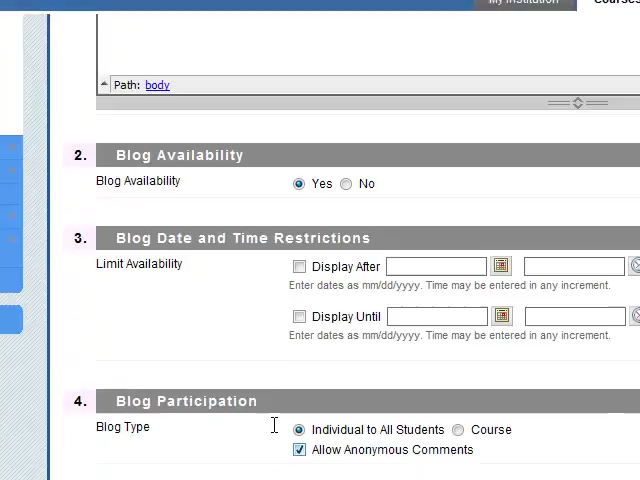 My Institution Courses
Path: body
2. Blog Availability
Blog Availability Yes No
3. Blog Date and Time Restrictions
Limit Availability Display After
Enter dates as mm/dd/yyyy. Time may be entered in any increment.
Display Until
Enter dates as mm/dd/yyyy. Time may be entered in any increment.
4. Blog Participation
Blog Type Individual to All Students Course
Allow Anonymous Comments